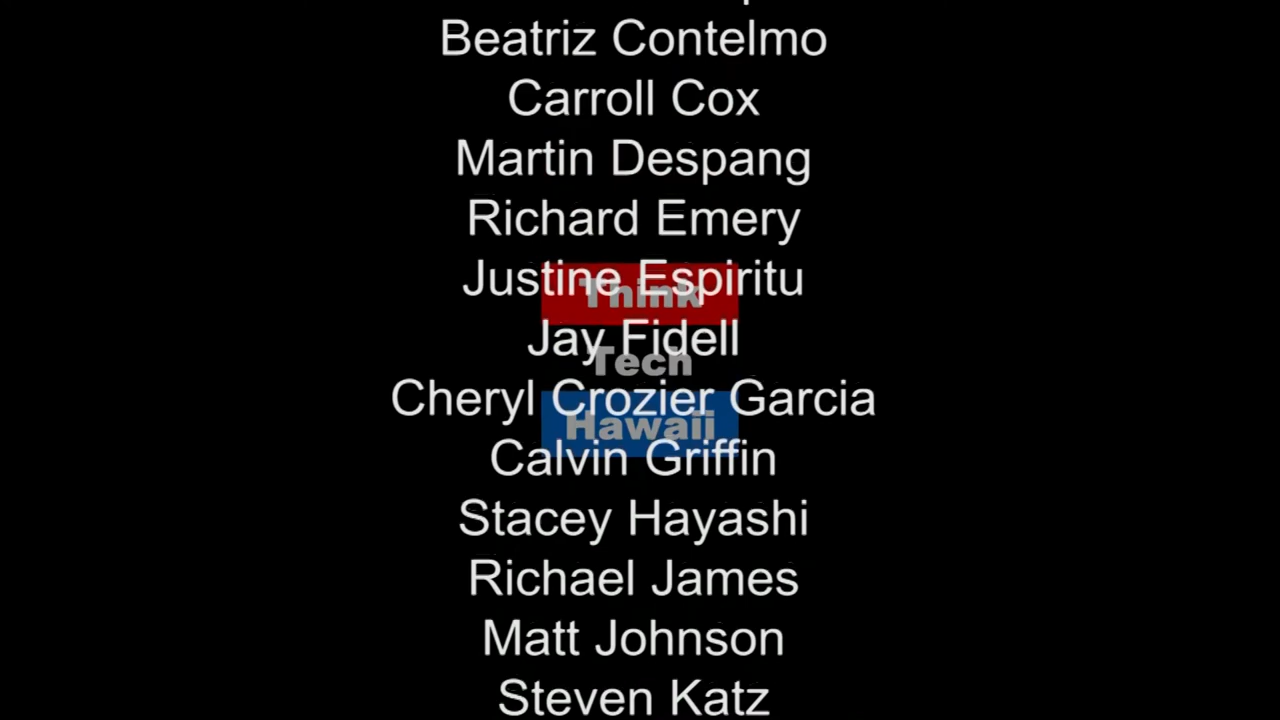 Beatriz Contelmo
Carroll Cox
Martin Despang
Richard Emery
Justine Espiritu
Think
Jay Fidell
Tech
Cheryl Crozier Garcia
Hawaii
Calvin Griffin
Stacey Hayashi
Richael James
Matt Johnson
Steven Katz